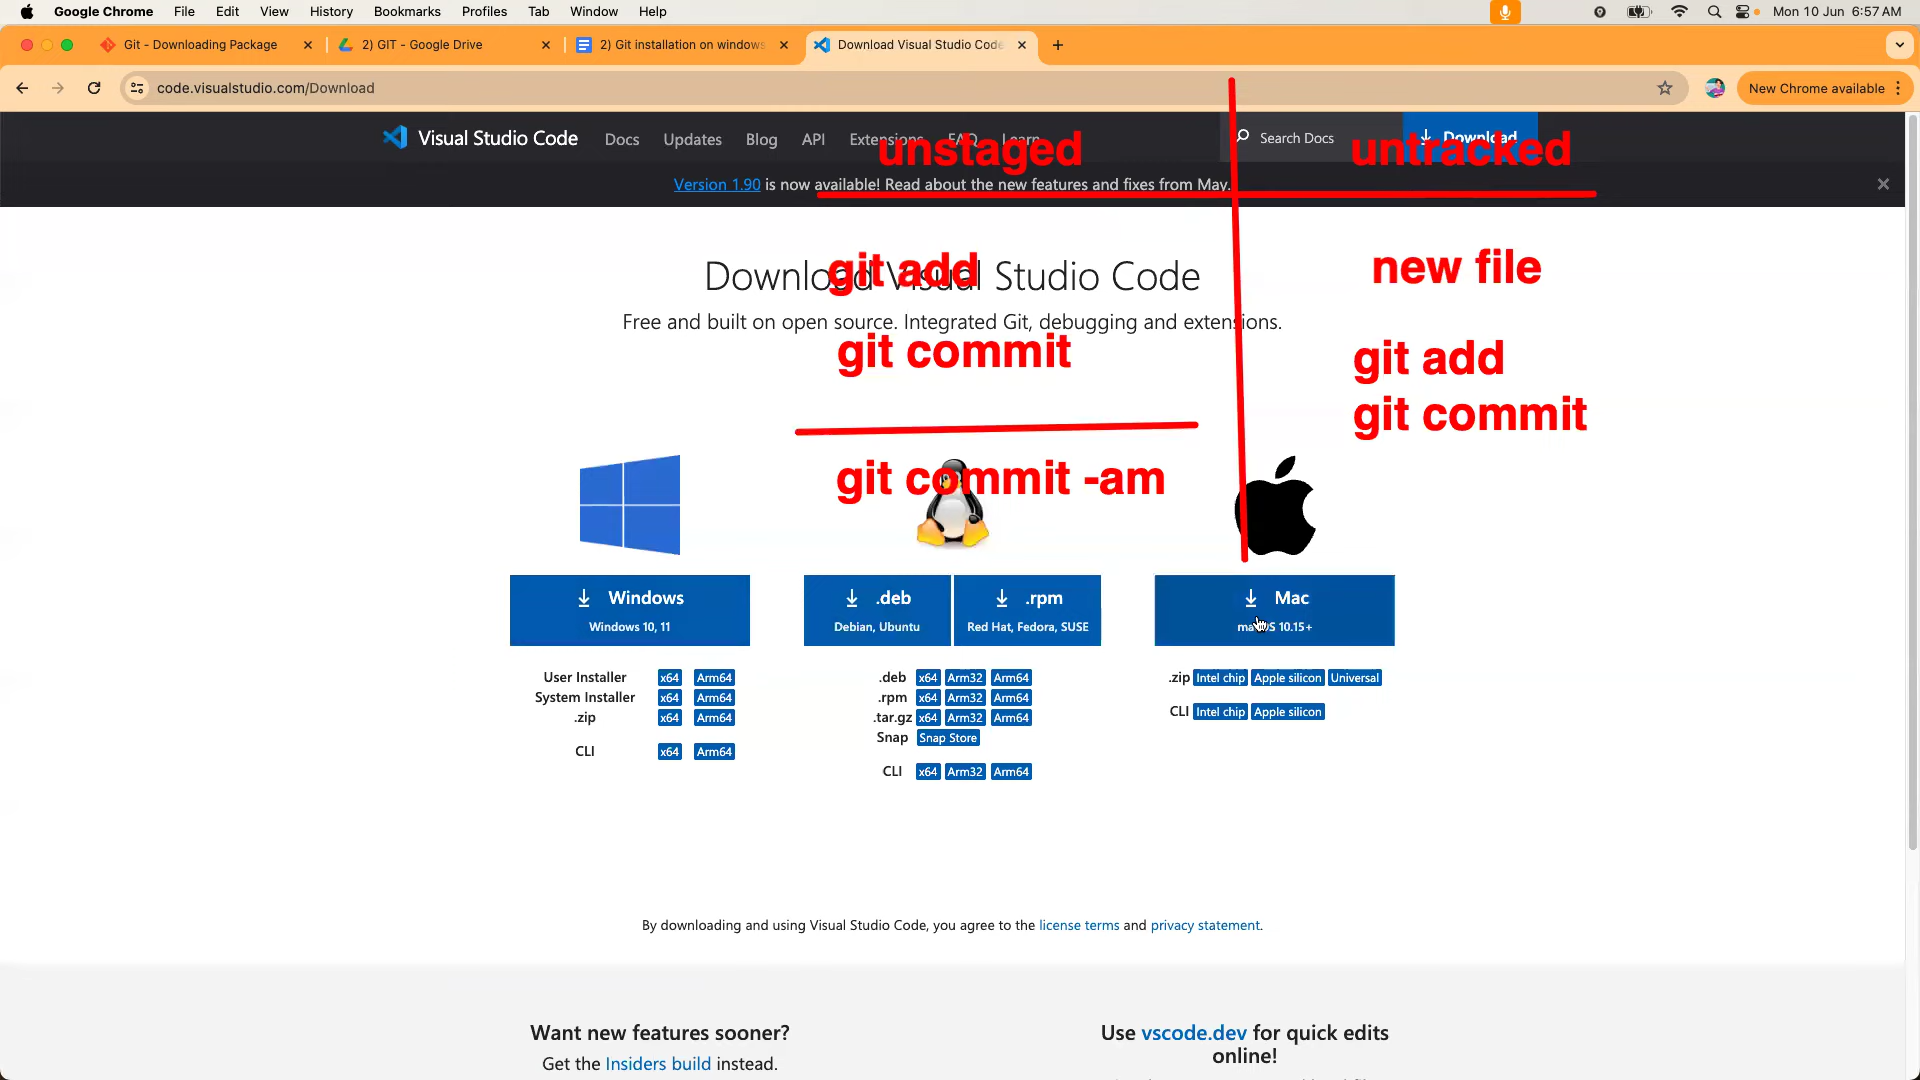 Google Chrome File Edit View History Bookmarks Profiles Tab Window Help Mon 10 Jun 6:57 AM
Git - Downloading Package 2) GIT - Google Drive 2) Git installation on windows Download Visual Studio Code
code.visualstudio.com/Download New Chrome available
Visual Studio Code Docs Updates Blog API Extensions FAQ Learn Search Docs Download
unstaged untracked
Version 1.90 is now available! Read about the new features and fixes from May.
Download Visual Studio Code
git add new file
Free and built on open source. Integrated Git, debugging and extensions.
git commit git add
git commit
git commit -am
Windows
Windows 10, 11
.deb
Debian, Ubuntu
.rpm
Red Hat, Fedora, SUSE
Mac
macOS 10.15+
User Installer x64 Arm64
System Installer x64 Arm64
.zip x64 Arm64
CLI x64 Arm64
.deb x64 Arm32 Arm64
.rpm x64 Arm32 Arm64
.tar.gz x64 Arm32 Arm64
Snap Snap Store
CLI x64 Arm32 Arm64
.zip Intel chip Apple silicon Universal
CLI Intel chip Apple silicon
By downloading and using Visual Studio Code, you agree to the license terms and privacy statement.
Want new features sooner?
Get the Insiders build instead.
Use vscode.dev for quick edits
online!